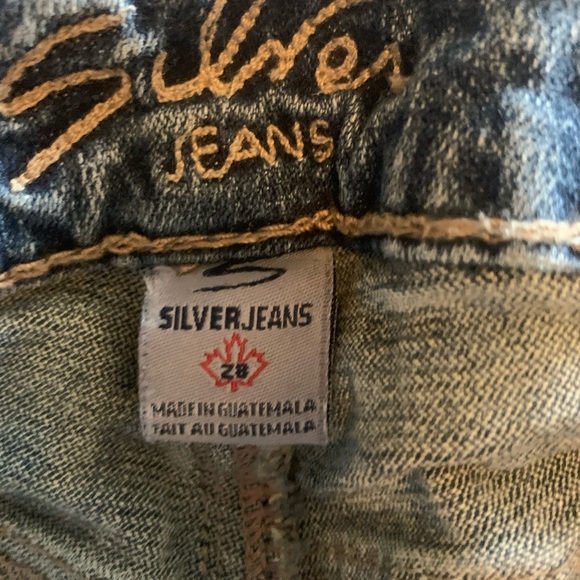 Silver
JEANS
SILVERJEANS
28
MADE IN GUATEMALA
FAIT AU GUATEMALA